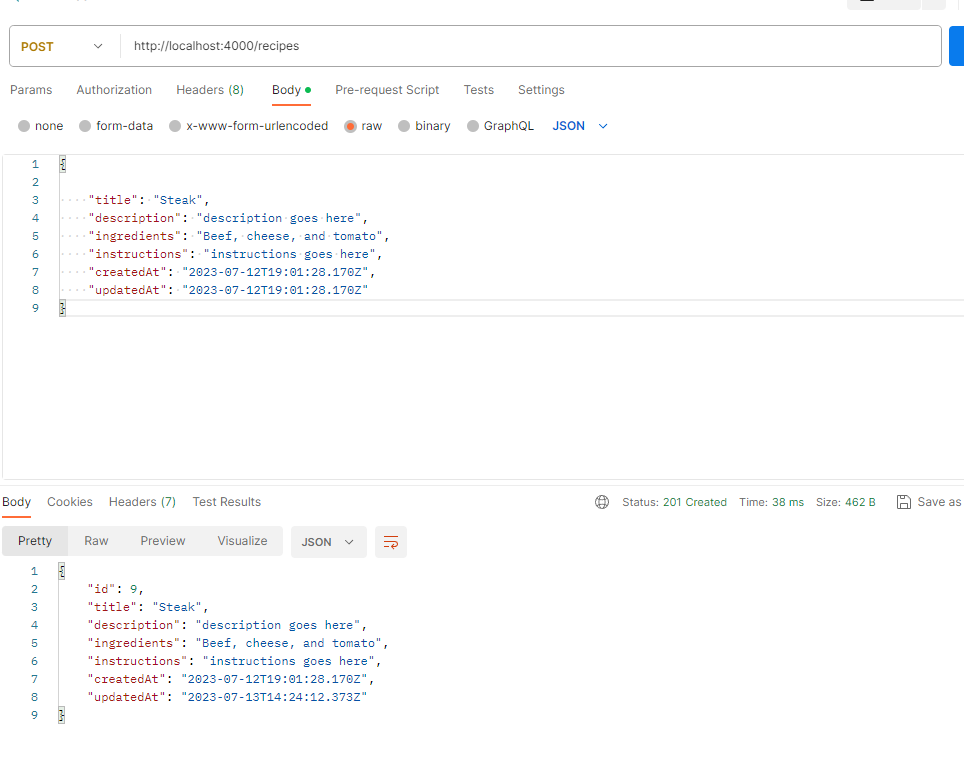 POST http://localhost:4000/recipes
Params Authorization Headers (8) Body Pre-request Script Tests Settings
none form-data x-www-form-urlencoded raw binary GraphQL JSON
1 {
2
3 "title": "Steak",
4 "description": "description goes here",
5 "ingredients": "Beef, cheese, and tomato",
6 "instructions": "instructions goes here",
7 "createdAt": "2023-07-12T19:01:28.170Z",
8 "updatedAt": "2023-07-12T19:01:28.170Z"
9 }
Body Cookies Headers (7) Test Results Status: 201 Created Time: 38 ms Size: 462 B Save as
Pretty Raw Preview Visualize JSON
1 {
2 "id": 9,
3 "title": "Steak",
4 "description": "description goes here",
5 "ingredients": "Beef, cheese, and tomato",
6 "instructions": "instructions goes here",
7 "createdAt": "2023-07-12T19:01:28.170Z",
8 "updatedAt": "2023-07-13T14:24:12.373Z"
9 }